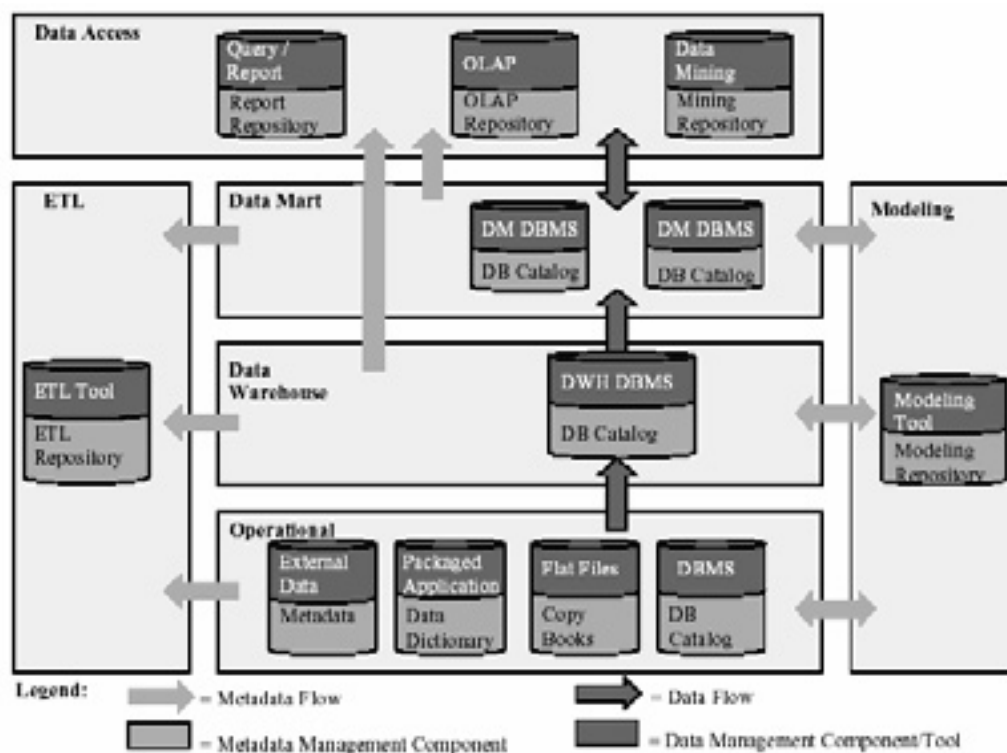 Data Access
Query /
Report
Report
Repository
OLAP
OLAP
Repository
Data
Mining
Mining
Repository
ETL
ETL Tool
ETL
Repository
Data Mart
DM DBMS
DB Catalog
DM DBMS
DB Catalog
Modeling
Modeling
Tool
Modeling
Repository
Data
Warehouse
DWH DBMS
DB Catalog
Operational
External
Data
Metadata
Packaged
Application
Data
Dictionary
Flat Files
Copy
Books
DBMS
DB
Catalog
Legend:
= Metadata Flow
= Data Flow
= Metadata Management Component
= Data Management Component/Tool